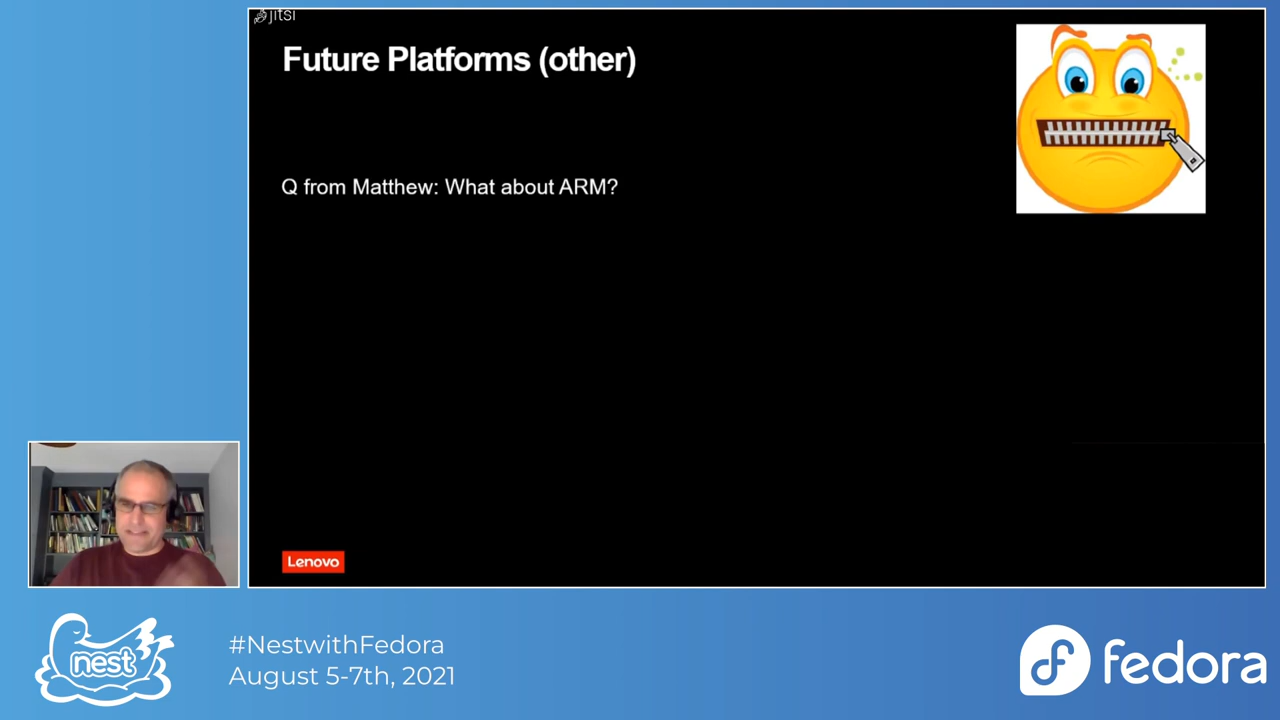 jitsi
Future Platforms (other)
Q from Matthew: What about ARM?
Lenovo
nest
#NestwithFedora
August 5-7th, 2021
fedora